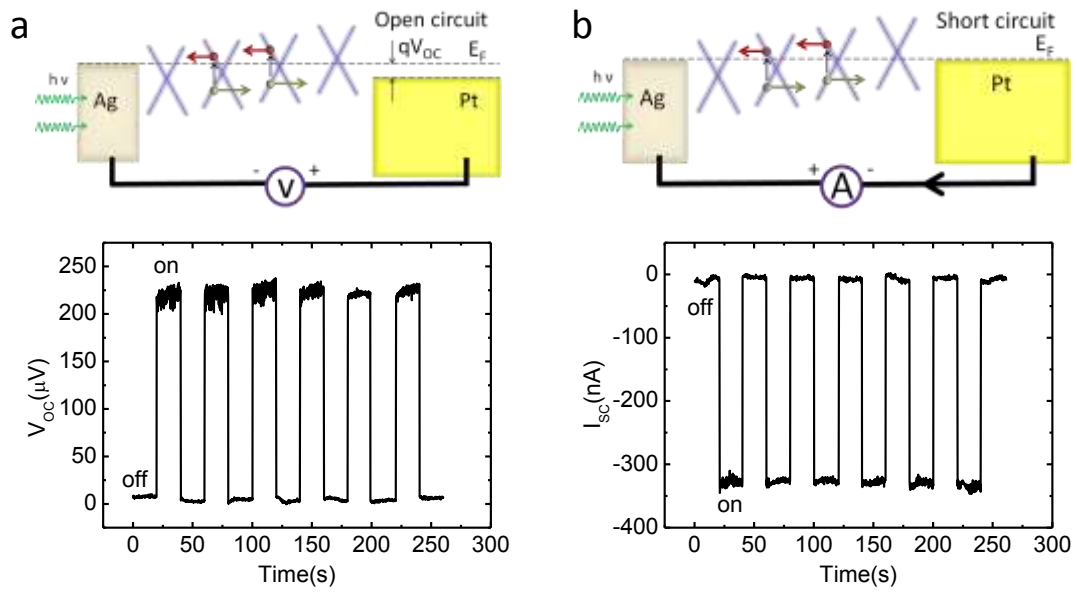 a
Open circuit
qV_OC
E_F
hν
Ag
Pt
- V +
250
200
150
100
50
0
V_OC(μV)
on
off
0 50 100 150 200 250 300
Time(s)
b
Short circuit
E_F
hν
Ag
Pt
+ A -
0
-100
-200
-300
-400
I_SC(nA)
off
on
0 50 100 150 200 250 300
Time(s)